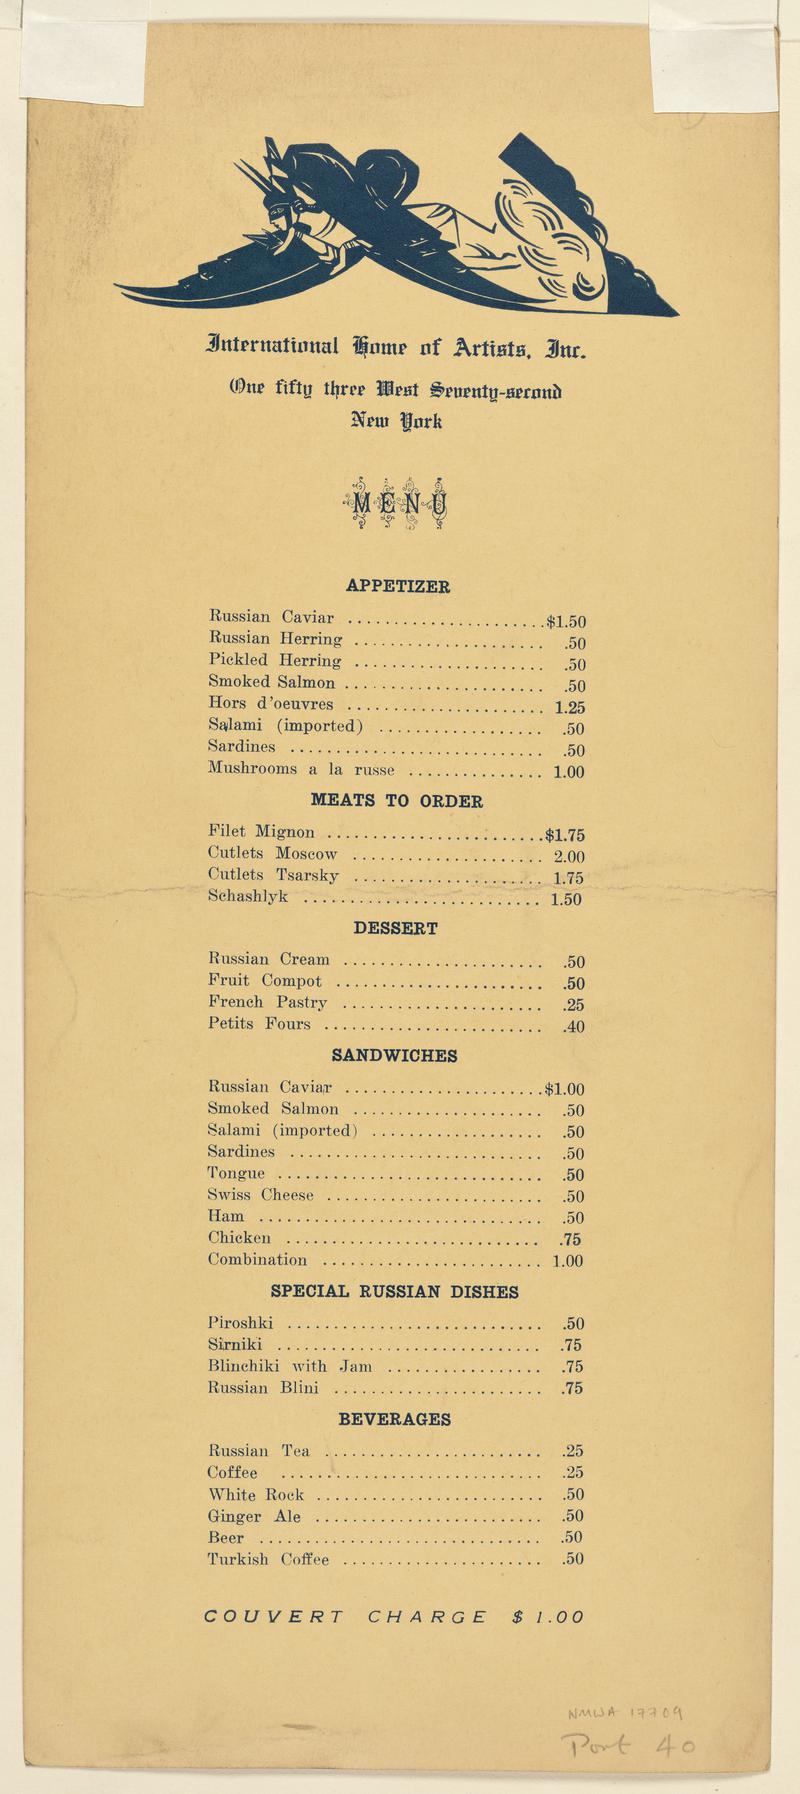 International Home of Artists, Inc.
One fifty three West Seventy-second
New York
MENU
APPETIZER
Russian Caviar ......................$1.50
Russian Herring ..................... .50
Pickled Herring ..................... .50
Smoked Salmon ...................... .50
Hors d'oeuvres ...................... 1.25
Salami (imported) .................. .50
Sardines ............................ .50
Mushrooms a la russe ............... 1.00
MEATS TO ORDER
Filet Mignon ........................$1.75
Cutlets Moscow ..................... 2.00
Cutlets Tsarsky ..................... 1.75
Schashlyk .......................... 1.50
DESSERT
Russian Cream ...................... .50
Fruit Compot ....................... .50
French Pastry ...................... .25
Petits Fours ........................ .40
SANDWICHES
Russian Caviar ......................$1.00
Smoked Salmon ..................... .50
Salami (imported) ................... .50
Sardines ............................ .50
Tongue ............................. .50
Swiss Cheese ........................ .50
Ham ............................... .50
Chicken ............................ .75
Combination ........................ 1.00
SPECIAL RUSSIAN DISHES
Piroshki ............................ .50
Sirniki ............................. .75
Blinchiki with Jam ................. .75
Russian Blini ....................... .75
BEVERAGES
Russian Tea ........................ .25
Coffee ............................. .25
White Rock ......................... .50
Ginger Ale ......................... .50
Beer ............................... .50
Turkish Coffee ...................... .50
COUVERT CHARGE $1.00
NMWA 17709
Port 40